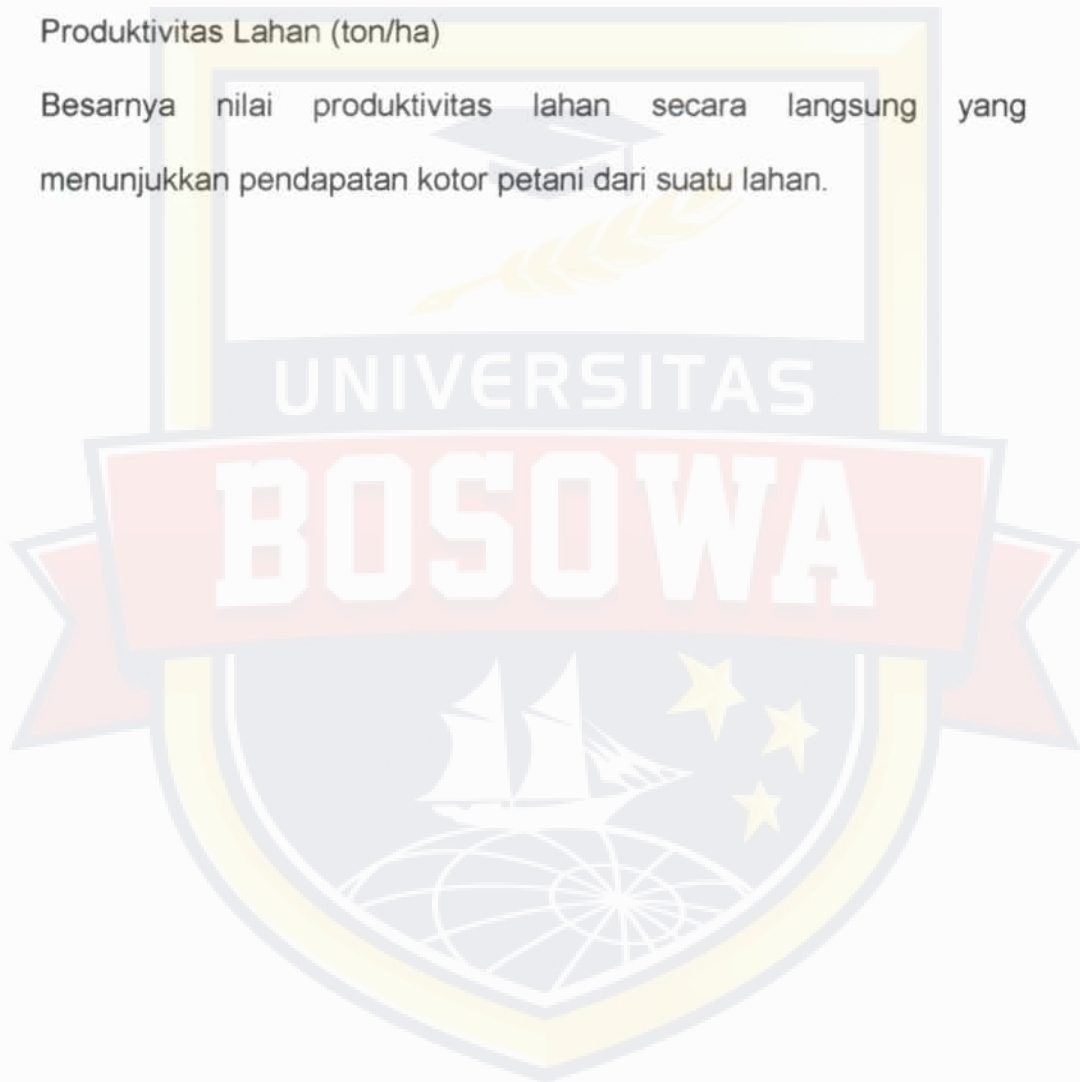 Produktivitas Lahan (ton/ha)
Besarnya nilai produktivitas lahan secara langsung yang
menunjukkan pendapatan kotor petani dari suatu lahan.
UNIVERSITAS
BOSOWA